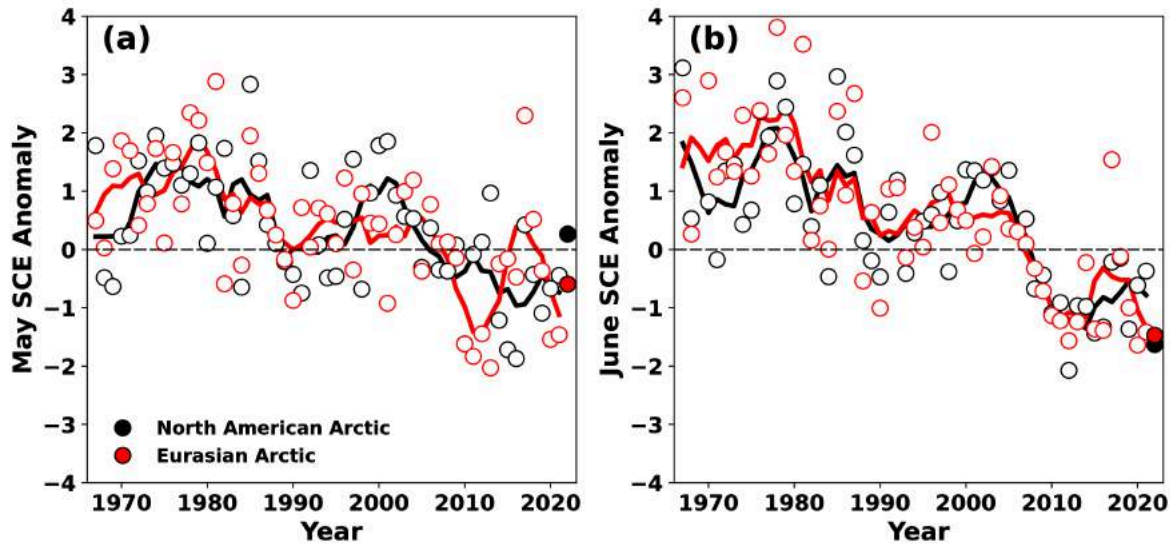 (a)
May SCE Anomaly
4
3
2
1
0
−1
−2
−3
−4
North American Arctic
Eurasian Arctic
1970 1980 1990 2000 2010 2020
Year
(b)
June SCE Anomaly
4
3
2
1
0
−1
−2
−3
−4
1970 1980 1990 2000 2010 2020
Year